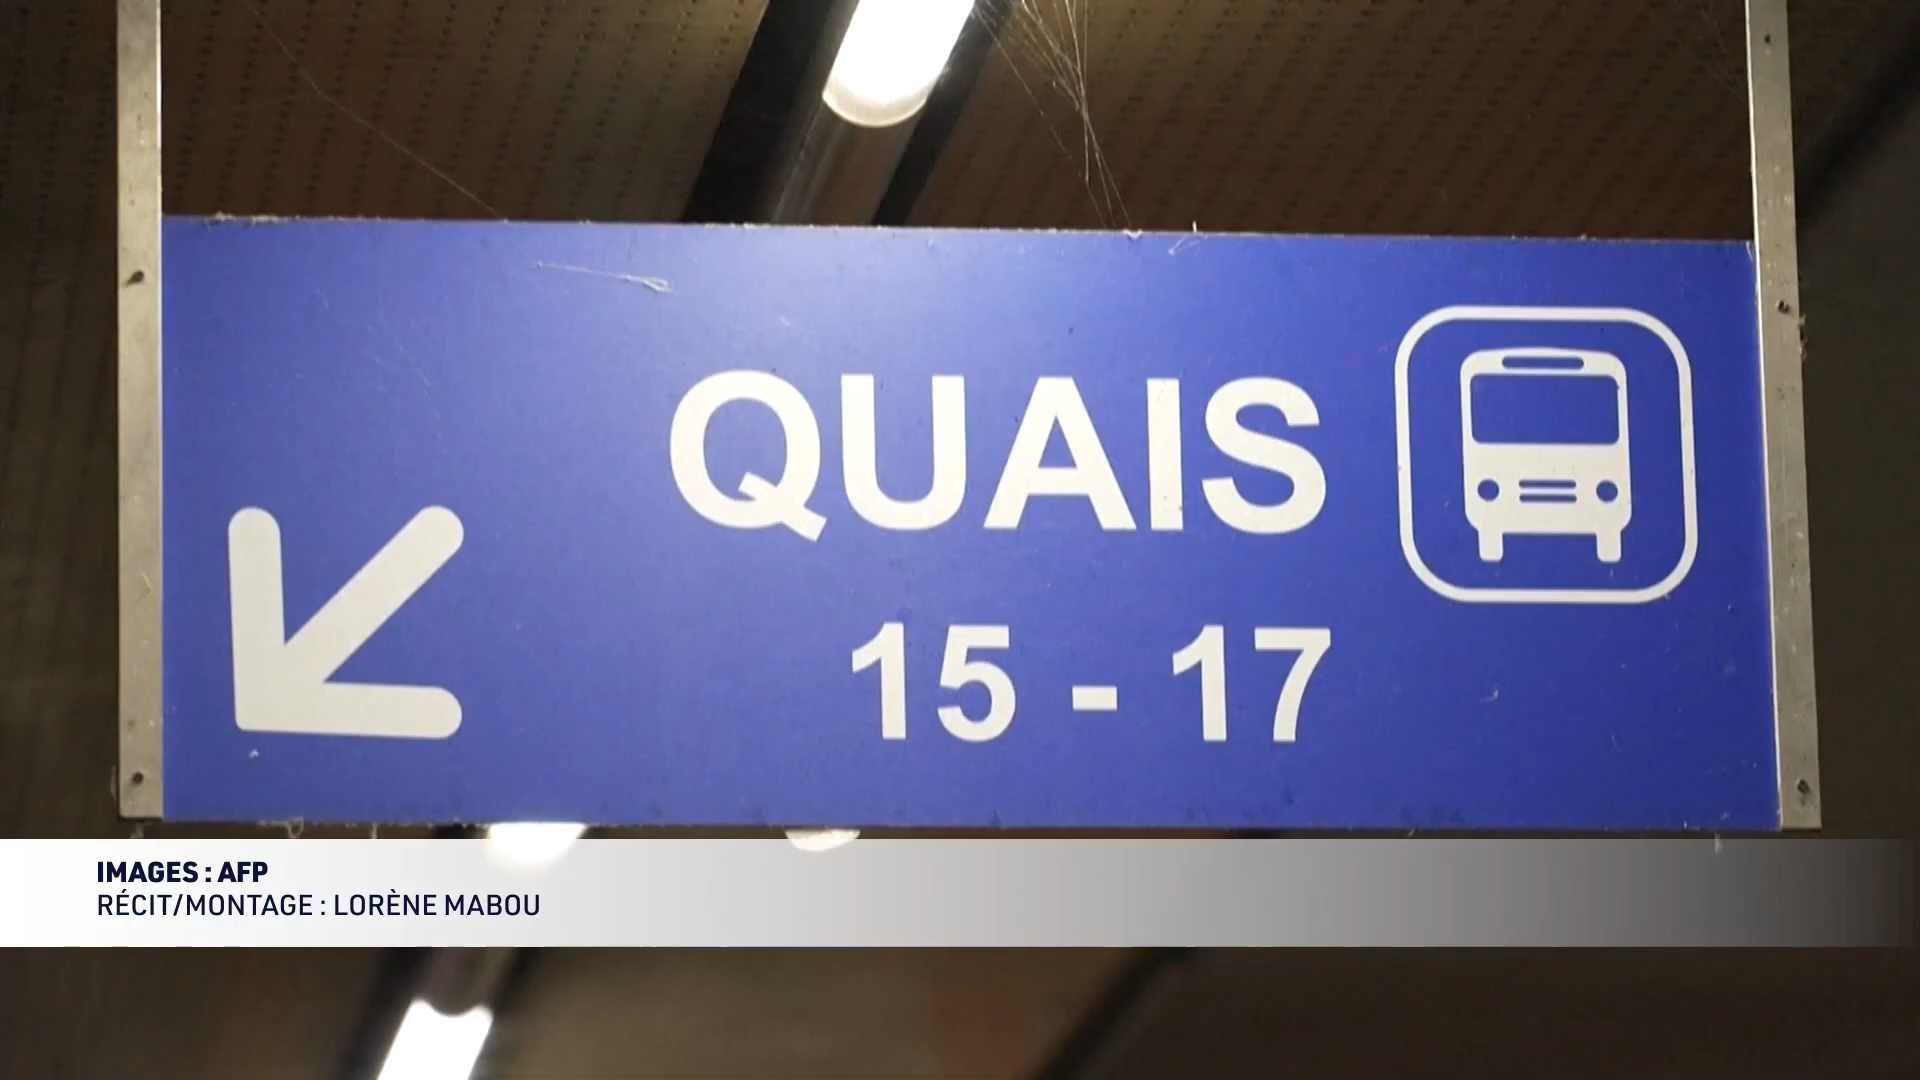 QUAIS
15 - 17
IMAGES : AFP
RÉCIT/MONTAGE : LORÈNE MABOU